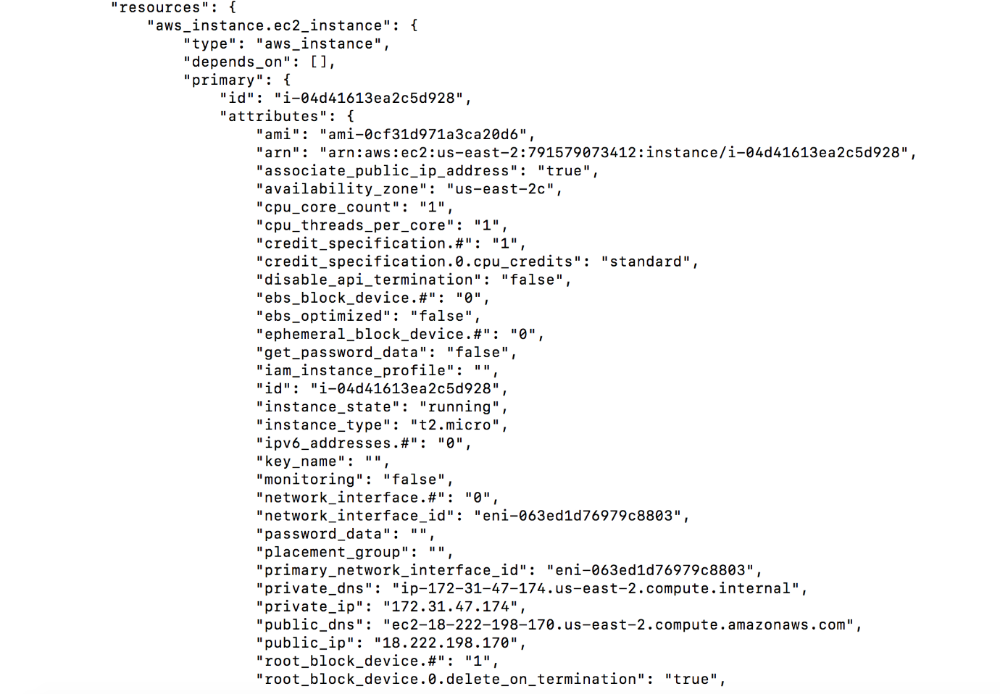 "resources": {
"aws_instance.ec2_instance": {
"type": "aws_instance",
"depends_on": [],
"primary": {
"id": "i-04d41613ea2c5d928",
"attributes": {
"ami": "ami-0cf31d971a3ca20d6",
"arn": "arn:aws:ec2:us-east-2:791579073412:instance/i-04d41613ea2c5d928",
"associate_public_ip_address": "true",
"availability_zone": "us-east-2c",
"cpu_core_count": "1",
"cpu_threads_per_core": "1",
"credit_specification.#": "1",
"credit_specification.0.cpu_credits": "standard",
"disable_api_termination": "false",
"ebs_block_device.#": "0",
"ebs_optimized": "false",
"ephemeral_block_device.#": "0",
"get_password_data": "false",
"iam_instance_profile": "",
"id": "i-04d41613ea2c5d928",
"instance_state": "running",
"instance_type": "t2.micro",
"ipv6_addresses.#": "0",
"key_name": "",
"monitoring": "false",
"network_interface.#": "0",
"network_interface_id": "eni-063ed1d76979c8803",
"password_data": "",
"placement_group": "",
"primary_network_interface_id": "eni-063ed1d76979c8803",
"private_dns": "ip-172-31-47-174.us-east-2.compute.internal",
"private_ip": "172.31.47.174",
"public_dns": "ec2-18-222-198-170.us-east-2.compute.amazonaws.com",
"public_ip": "18.222.198.170",
"root_block_device.#": "1",
"root_block_device.0.delete_on_termination": "true",